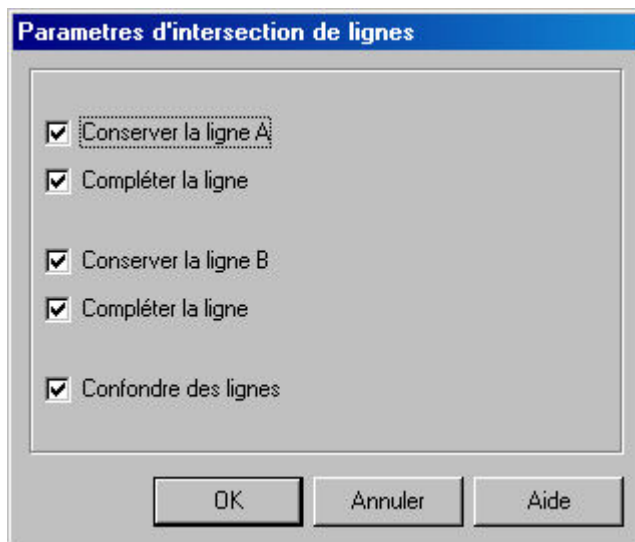 Parametres d'intersection de lignes
Conserver la ligne A
Compléter la ligne
Conserver la ligne B
Compléter la ligne
Confondre des lignes
OK Annuler Aide